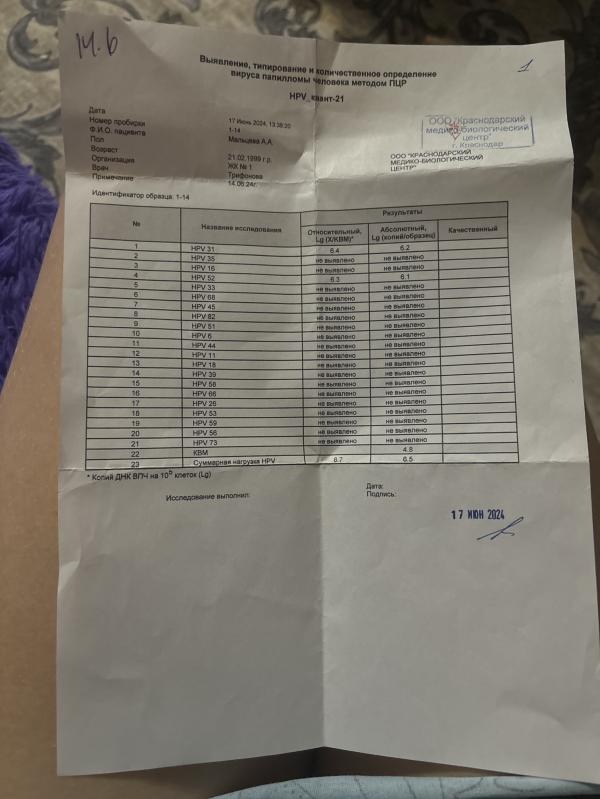 14.6
1
Выявление, типирование и количественное определение
вируса папилломы человека методом ПЦР
HPV_квант-21
Дата
Номер пробирки 17 Июнь 2024, 13:38:20
Ф.И.О. пациента 1-14
Пол Мальцева А.А.
Возраст
Организация 21.02.1999 г.р.
Врач ЖК № 1
Примечание Трифонова
14.06.24г.
ООО "Краснодарский
медико-биологический
центр"
г. Краснодар
ООО "КРАСНОДАРСКИЙ
МЕДИКО-БИОЛОГИЧЕСКИЙ
ЦЕНТР"
Идентификатор образца: 1-14
Результаты
№ Название исследования Относительный, Lg (X/КВМ)* Абсолютный, Lg (копий/образец) Качественный
1 HPV 31 6.4 6.2
2 HPV 35 не выявлено не выявлено
3 HPV 16 не выявлено не выявлено
4 HPV 52 6.3 6.1
5 HPV 33 не выявлено не выявлено
6 HPV 68 не выявлено не выявлено
7 HPV 45 не выявлено не выявлено
8 HPV 82 не выявлено не выявлено
9 HPV 51 не выявлено не выявлено
10 HPV 6 не выявлено не выявлено
11 HPV 44 не выявлено не выявлено
12 HPV 11 не выявлено не выявлено
13 HPV 18 не выявлено не выявлено
14 HPV 39 не выявлено не выявлено
15 HPV 58 не выявлено не выявлено
16 HPV 66 не выявлено не выявлено
17 HPV 26 не выявлено не выявлено
18 HPV 53 не выявлено не выявлено
19 HPV 59 не выявлено не выявлено
20 HPV 56 не выявлено не выявлено
21 HPV 73 не выявлено не выявлено
22 КВМ 4.8
23 Суммарная нагрузка HPV 6.7 6.5
* Копий ДНК ВПЧ на 10⁵ клеток (Lg)
Исследование выполнил:
Дата:
Подпись:
17 ИЮН 2024